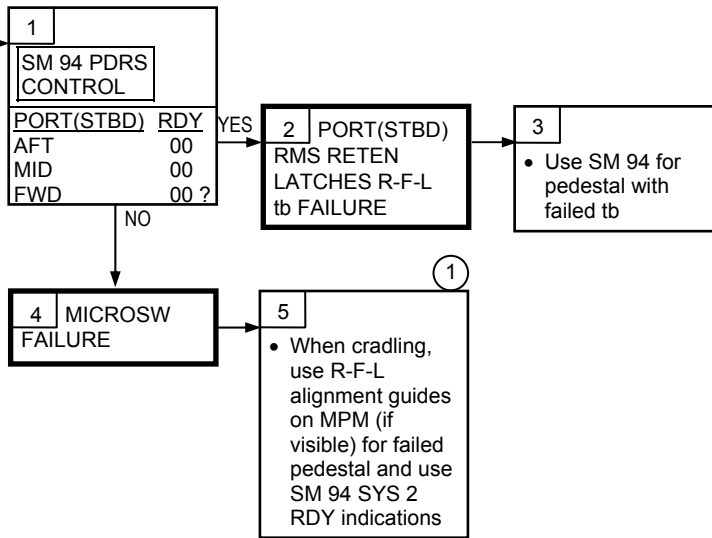 1
SM 94 PDRS
CONTROL
PORT(STBD) RDY
AFT 00
MID 00
FWD 00 ?
YES
NO
2 PORT(STBD)
RMS RETEN
LATCHES R-F-L
tb FAILURE
3
• Use SM 94 for
pedestal with
failed tb
4 MICROSW
FAILURE
1
5
• When cradling,
use R-F-L
alignment guides
on MPM (if
visible) for failed
pedestal and use
SM 94 SYS 2
RDY indications